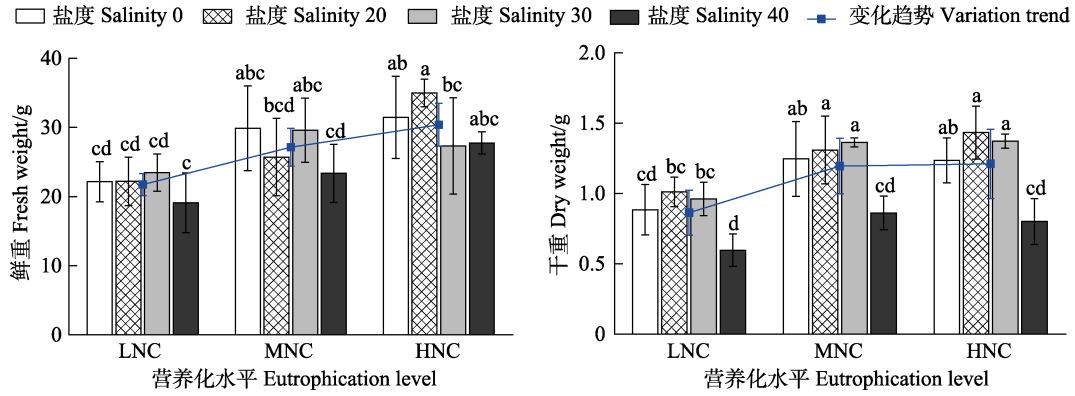 盐度 Salinity 0 盐度 Salinity 20 盐度 Salinity 30 盐度 Salinity 40 变化趋势 Variation trend
鲜重 Fresh weight/g
40
30
20
10
0
cd cd cd c
abc bcd abc cd
ab a bc abc
LNC MNC HNC
营养化水平 Eutrophication level
干重 Dry weight/g
2.0
1.5
1.0
0.5
0
cd bc bc d
ab a a cd
ab a a cd
LNC MNC HNC
营养化水平 Eutrophication level